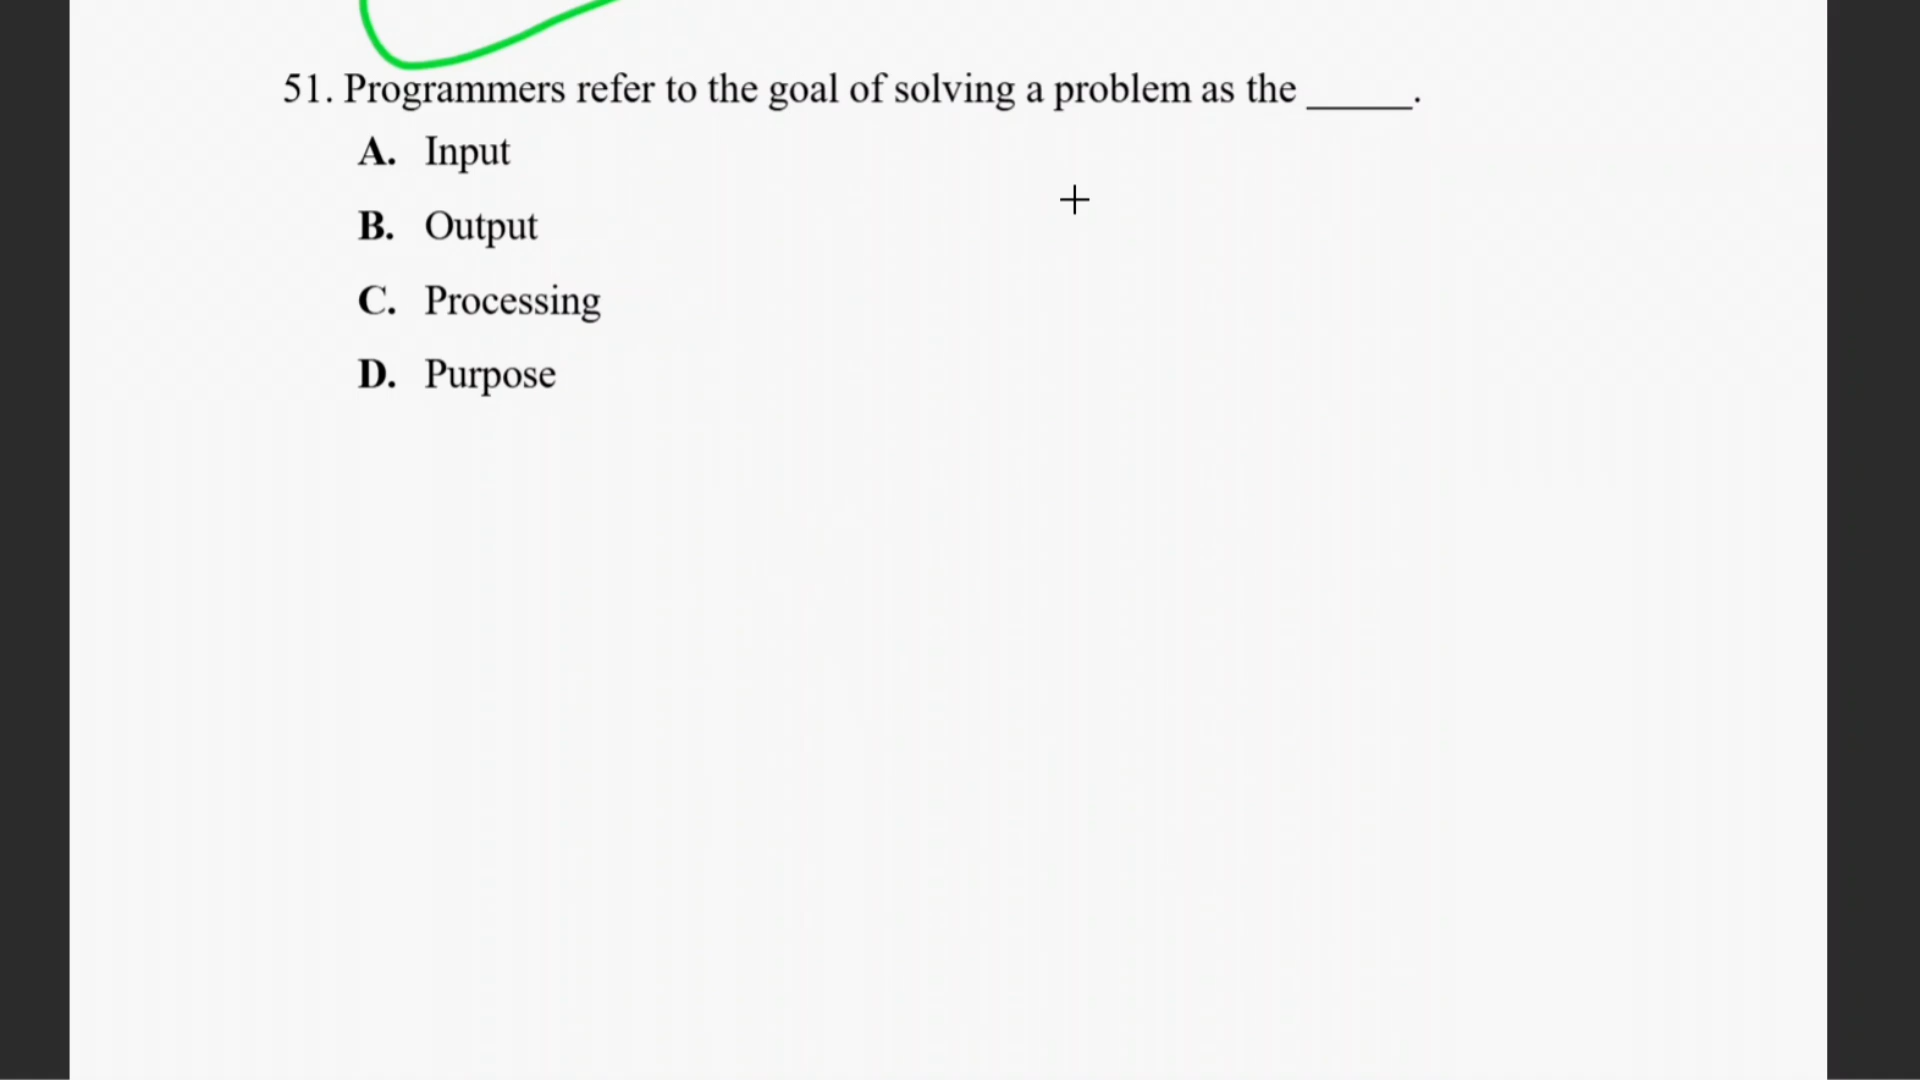 51. Programmers refer to the goal of solving a problem as the _____.
A. Input
B. Output
C. Processing
D. Purpose